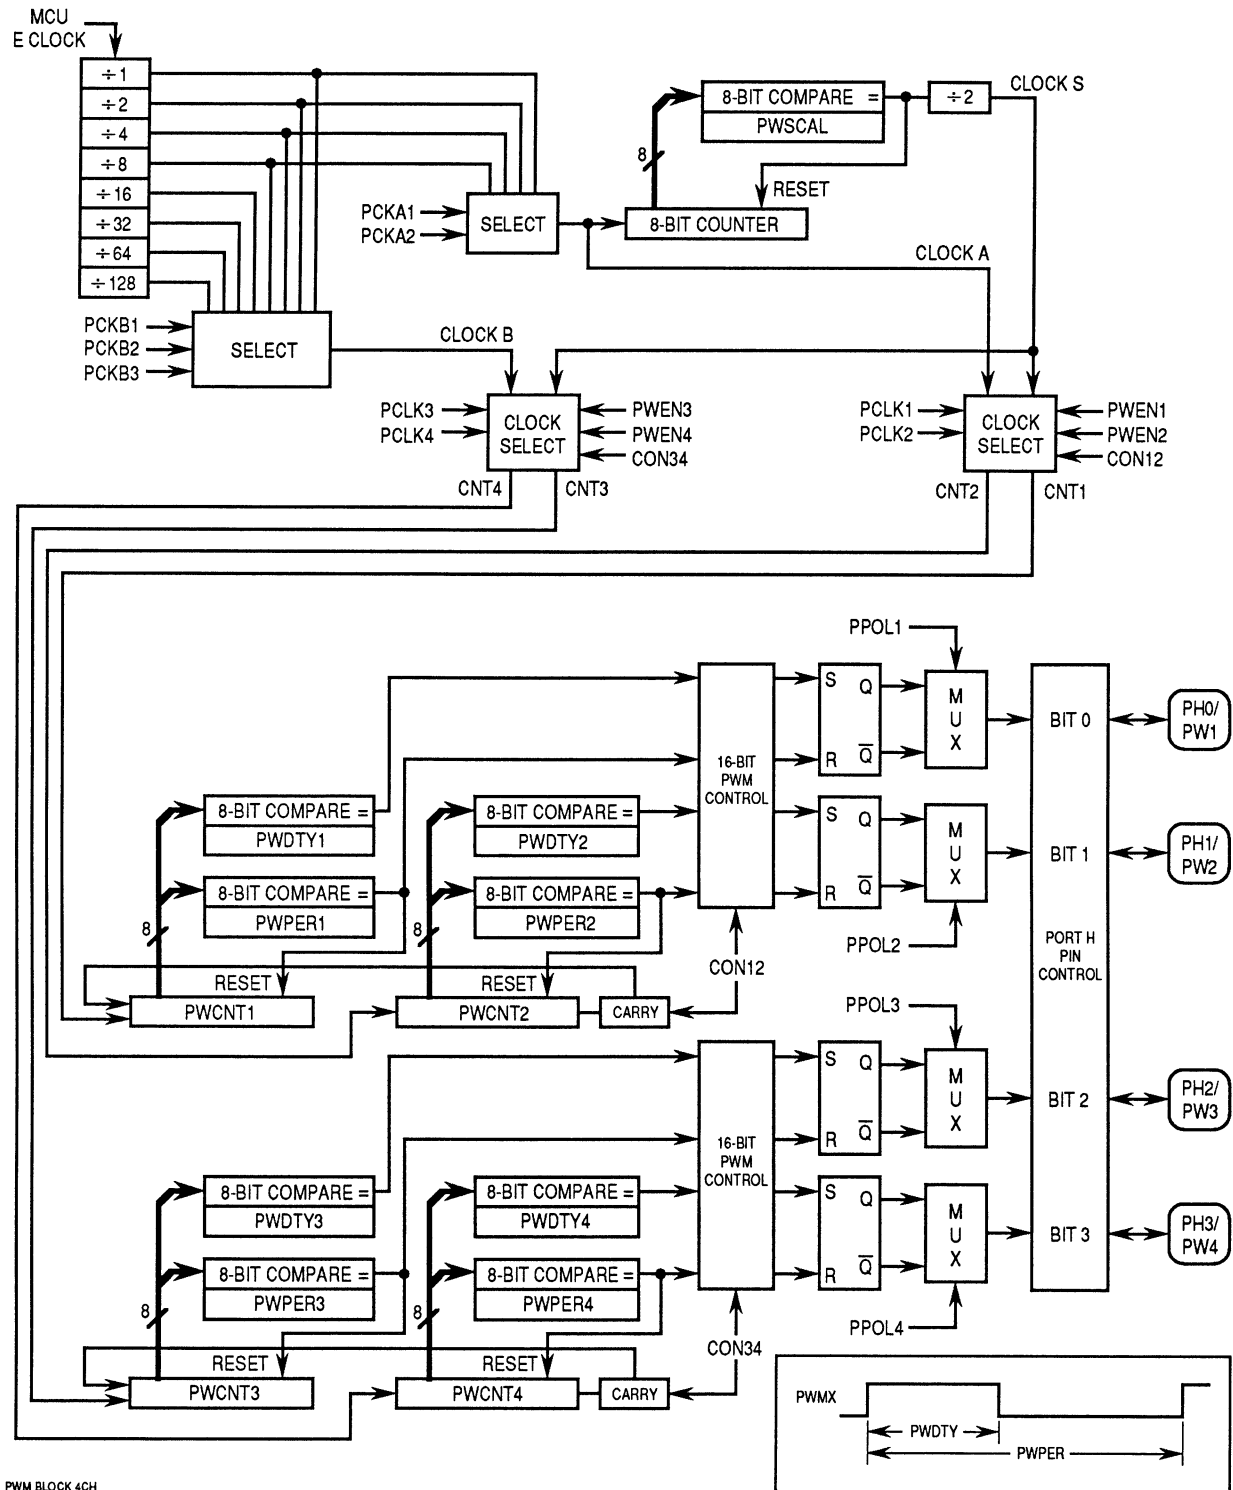 MCU
E CLOCK
÷ 1
÷ 2
÷ 4
÷ 8
÷ 16
÷ 32
÷ 64
÷ 128
8-BIT COMPARE =
PWSCAL
÷ 2
CLOCK S
8
RESET
PCKA1
PCKA2
SELECT
8-BIT COUNTER
CLOCK A
PCKB1
PCKB2
PCKB3
SELECT
CLOCK B
PCLK3
PCLK4
CLOCK
SELECT
PWEN3
PWEN4
CON34
PCLK1
PCLK2
CLOCK
SELECT
PWEN1
PWEN2
CON12
CNT4
CNT3
CNT2
CNT1
PPOL1
S
Q
R
Q̅
M
U
X
BIT 0
PH0/
PW1
16-BIT
PWM
CONTROL
8-BIT COMPARE =
PWDTY1
8-BIT COMPARE =
PWDTY2
S
Q
R
Q̅
M
U
X
BIT 1
PH1/
PW2
8-BIT COMPARE =
PWPER1
8-BIT COMPARE =
PWPER2
8
8
PPOL2
PORT H
PIN
CONTROL
CON12
RESET
RESET
PWCNT1
PWCNT2
CARRY
PPOL3
S
Q
R
Q̅
M
U
X
BIT 2
PH2/
PW3
16-BIT
PWM
CONTROL
8-BIT COMPARE =
PWDTY3
8-BIT COMPARE =
PWDTY4
S
Q
R
Q̅
M
U
X
BIT 3
PH3/
PW4
8-BIT COMPARE =
PWPER3
8-BIT COMPARE =
PWPER4
8
8
PPOL4
CON34
RESET
RESET
PWCNT3
PWCNT4
CARRY
PWMX
PWDTY
PWPER
PWM BLOCK 4CH